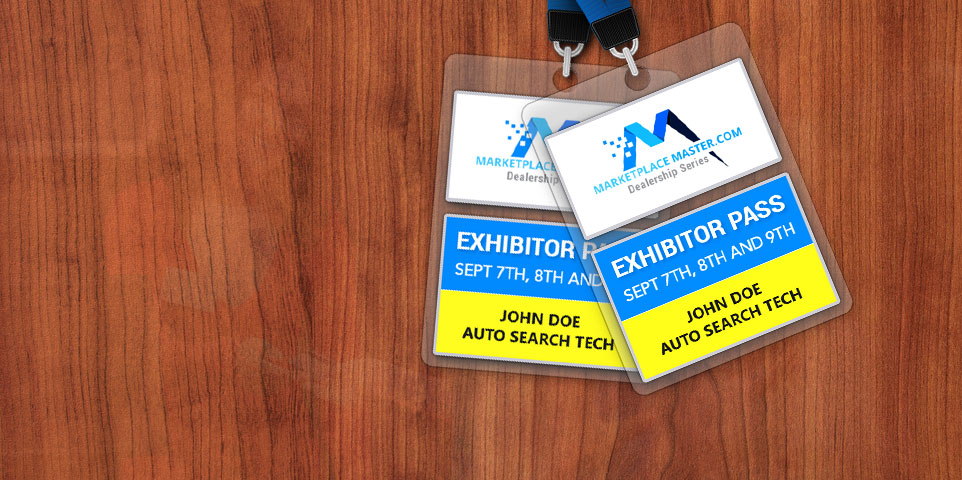 MARKETPLACE
Dealership
EXHIBITOR
SEPT 7TH, 8TH AND
JOHN DOE
AUTO SEARCH TECH
MARKETPLACE MASTER.COM
Dealership Series
EXHIBITOR PASS
SEPT 7TH, 8TH AND 9TH
JOHN DOE
AUTO SEARCH TECH